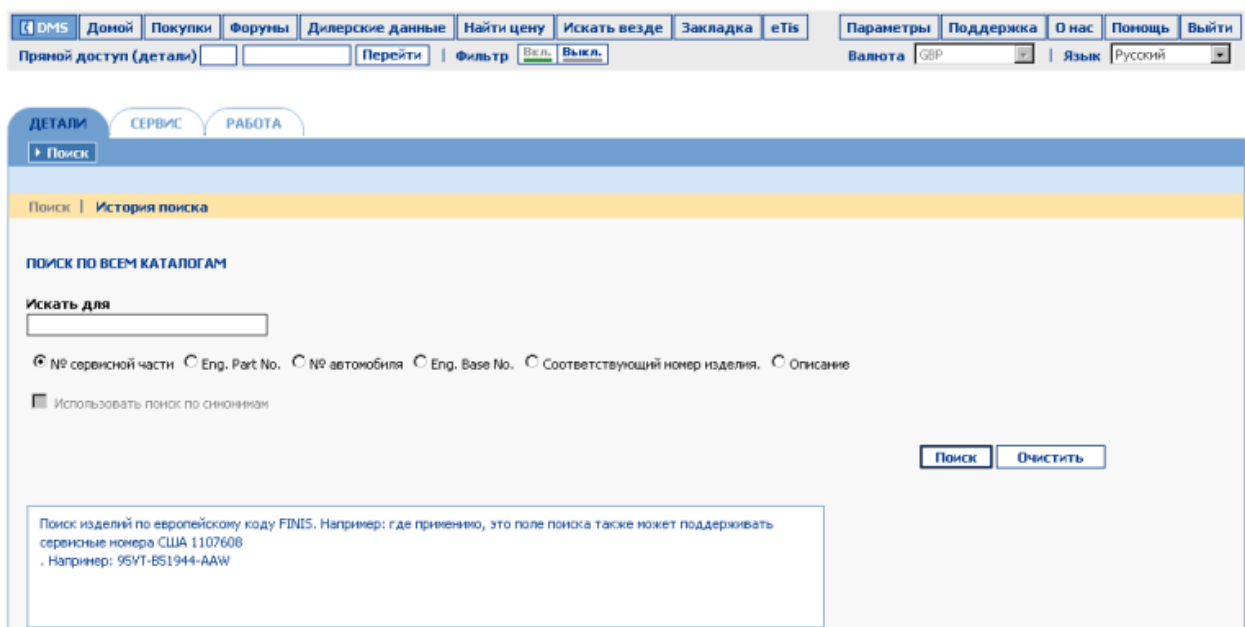 DMS Домой Покупки Форумы Дилерские данные Найти цену Искать везде Закладка eTis Параметры Поддержка О нас Помощь Выйти
Прямой доступ (детали) Перейти | Фильтр Вкл. Выкл. Валюта GBP | Язык Русский
ДЕТАЛИ СЕРВИС РАБОТА
Поиск
Поиск | История поиска
ПОИСК ПО ВСЕМ КАТАЛОГАМ
Искать для
№ сервисной части Eng. Part No. № автомобиля Eng. Base No. Соответствующий номер изделия. Описание
Использовать поиск по синонимам
Поиск Очистить
Поиск изделий по европейскому коду FINIS. Например: где применимо, это поле поиска также может поддерживать
сервисные номера США 1107608
. Например: 95VT-B51944-AAW